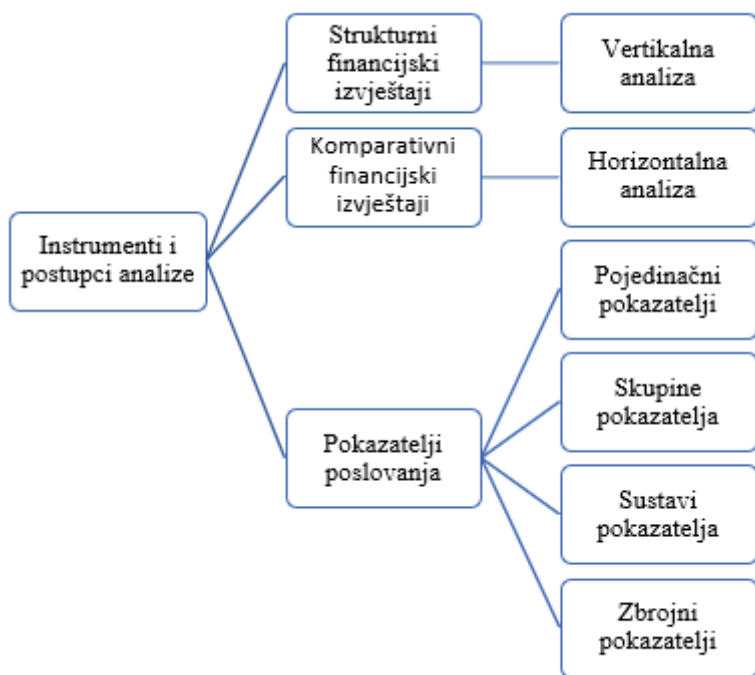 Strukturni
financijski
izvještaji
Vertikalna
analiza
Komparativni
financijski
izvještaji
Horizontalna
analiza
Instrumenti i
postupci analize
Pojedinačni
pokazatelji
Skupine
pokazatelja
Pokazatelji
poslovanja
Sustavi
pokazatelja
Zbrojni
pokazatelji